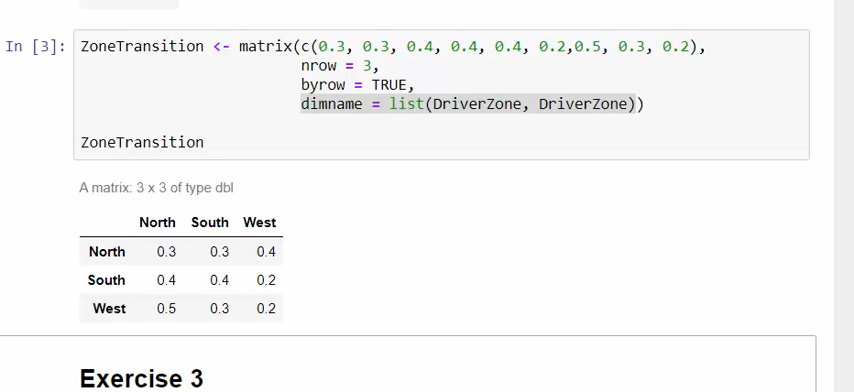 In [3]: ZoneTransition <- matrix(c(0.3, 0.3, 0.4, 0.4, 0.4, 0.2,0.5, 0.3, 0.2),
nrow = 3,
byrow = TRUE,
dimname = list(DriverZone, DriverZone))
ZoneTransition
A matrix: 3 x 3 of type dbl
North South West
North 0.3 0.3 0.4
South 0.4 0.4 0.2
West 0.5 0.3 0.2
Exercise 3